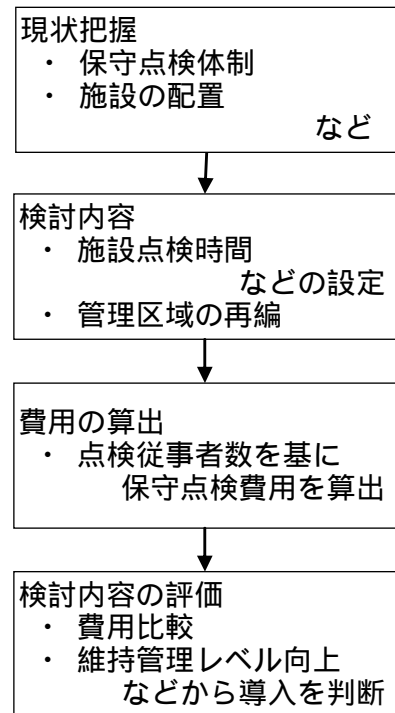 現状把握
・ 保守点検体制
・ 施設の配置
など
検討内容
・ 施設点検時間
などの設定
・ 管理区域の再編
費用の算出
・ 点検従事者数を基に
保守点検費用を算出
検討内容の評価
・ 費用比較
・ 維持管理レベル向上
などから導入を判断